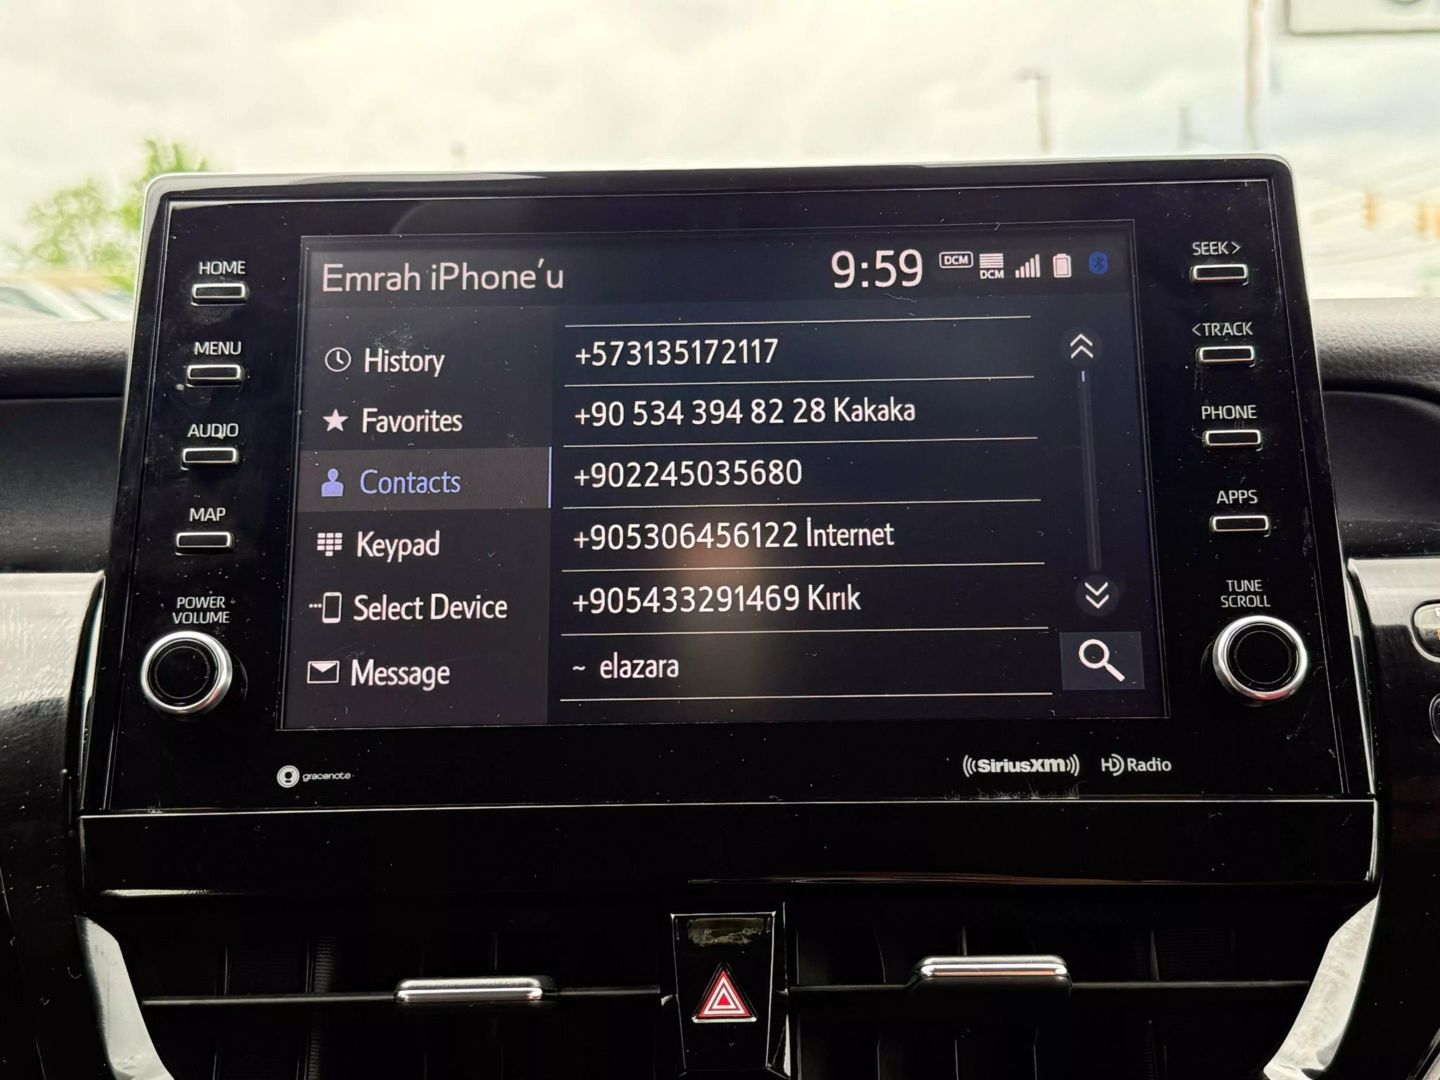 HOME
MENU
AUDIO
MAP
POWER
VOLUME
Emrah iPhone'u
9:59
DCM
DCM
History
Favorites
Contacts
Keypad
Select Device
Message
+573135172117
+90 534 394 82 28 Kakaka
+902245035680
+905306456122 İnternet
+905433291469 Kırık
~ elazara
SEEK>
<TRACK
PHONE
APPS
TUNE
SCROLL
gracenote
((SiriusXM))
HD Radio